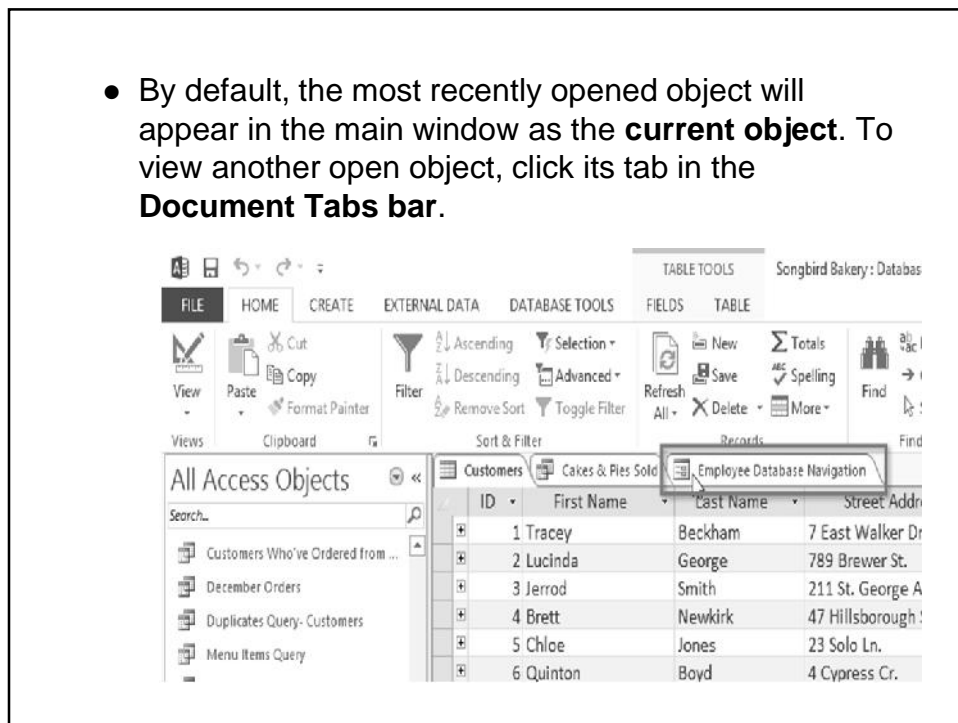 ● By default, the most recently opened object will
appear in the main window as the current object. To
view another open object, click its tab in the
Document Tabs bar.
TABLE TOOLS Songbird Bakery : Databas
FILE HOME CREATE EXTERNAL DATA DATABASE TOOLS FIELDS TABLE
View
Views
Paste
Cut
Copy
Format Painter
Clipboard
Filter
Ascending
Descending
Remove Sort
Selection
Advanced
Toggle Filter
Sort & Filter
Refresh
All
New
Save
Delete
Totals
Spelling
More
Records
Find
Find
All Access Objects
Search...
Customers Who've Ordered from ...
December Orders
Duplicates Query- Customers
Menu Items Query
Customers Cakes & Pies Sold Employee Database Navigation
ID First Name Last Name Street Addr
1 Tracey Beckham 7 East Walker Dr
2 Lucinda George 789 Brewer St.
3 Jerrod Smith 211 St. George A
4 Brett Newkirk 47 Hillsborough
5 Chloe Jones 23 Solo Ln.
6 Quinton Boyd 4 Cypress Cr.